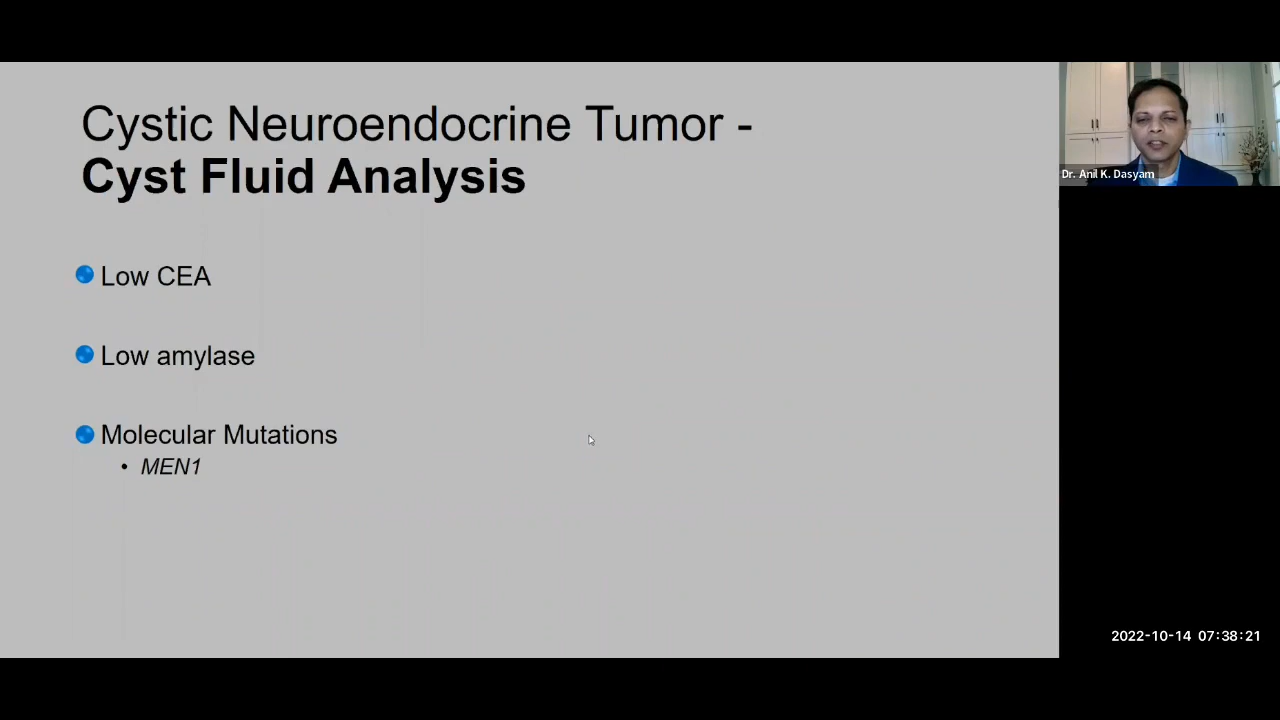 Cystic Neuroendocrine Tumor -
Cyst Fluid Analysis
Low CEA
Low amylase
Molecular Mutations
• MEN1
Dr. Anil K. Dasyam
2022-10-14 07:38:21